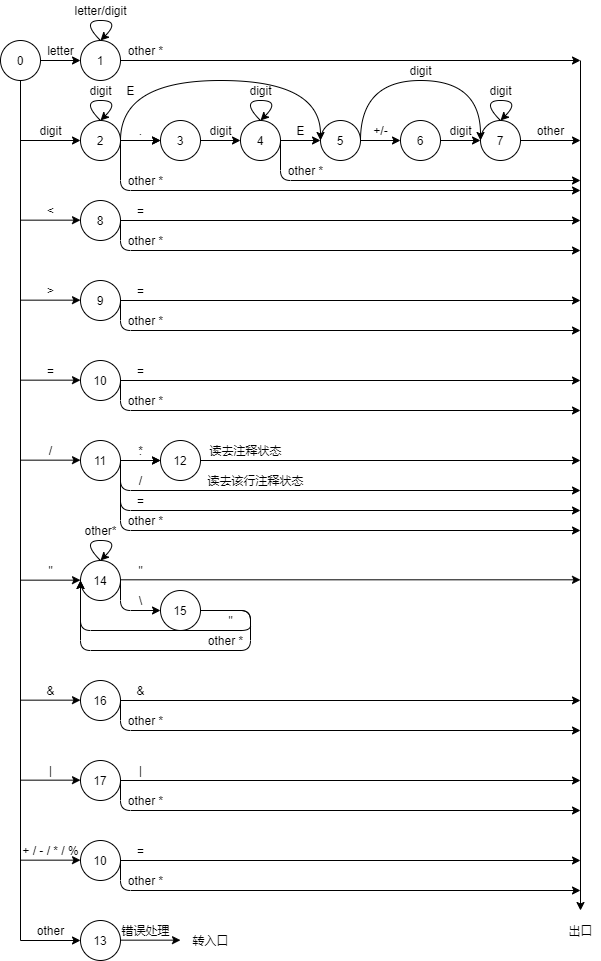 letter/digit
0
letter
1
other *
digit
digit
E
digit
digit
digit
2
.
3
digit
4
E
5
+/-
6
digit
7
other
other *
other *
<
8
=
other *
>
9
=
other *
=
10
=
other *
/
11
*
12
读去注释状态
/
读去该行注释状态
=
other *
other*
"
14
"
\
15
"
other *
&
16
&
other *
|
17
|
other *
+ / - / * / %
10
=
other *
other
13
错误处理
转入口
出口